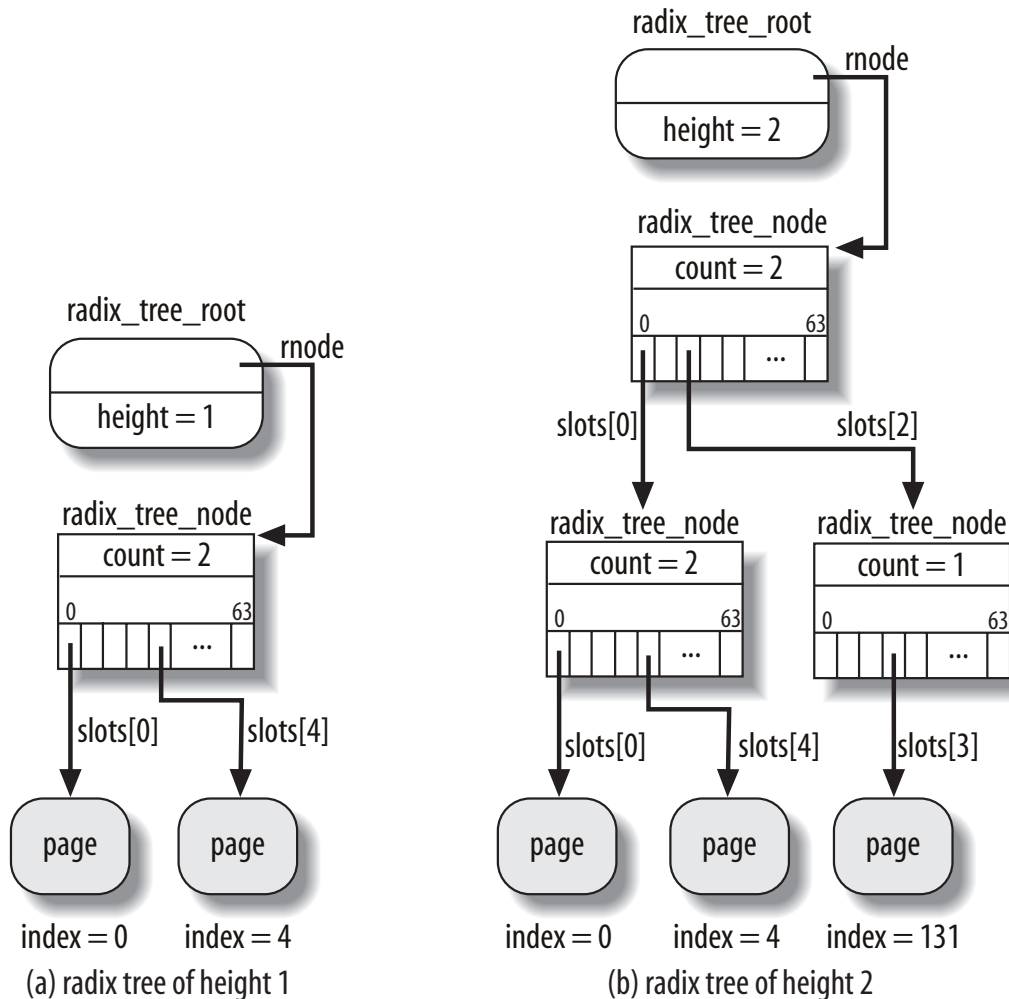 radix_tree_root
rnode
height = 1
radix_tree_node
count = 2
0 63
...
slots[0] slots[4]
page page
index = 0 index = 4
(a) radix tree of height 1
radix_tree_root
rnode
height = 2
radix_tree_node
count = 2
0 63
...
slots[0] slots[2]
radix_tree_node radix_tree_node
count = 2 count = 1
0 63 0 63
... ...
slots[0] slots[4] slots[3]
page page page
index = 0 index = 4 index = 131
(b) radix tree of height 2